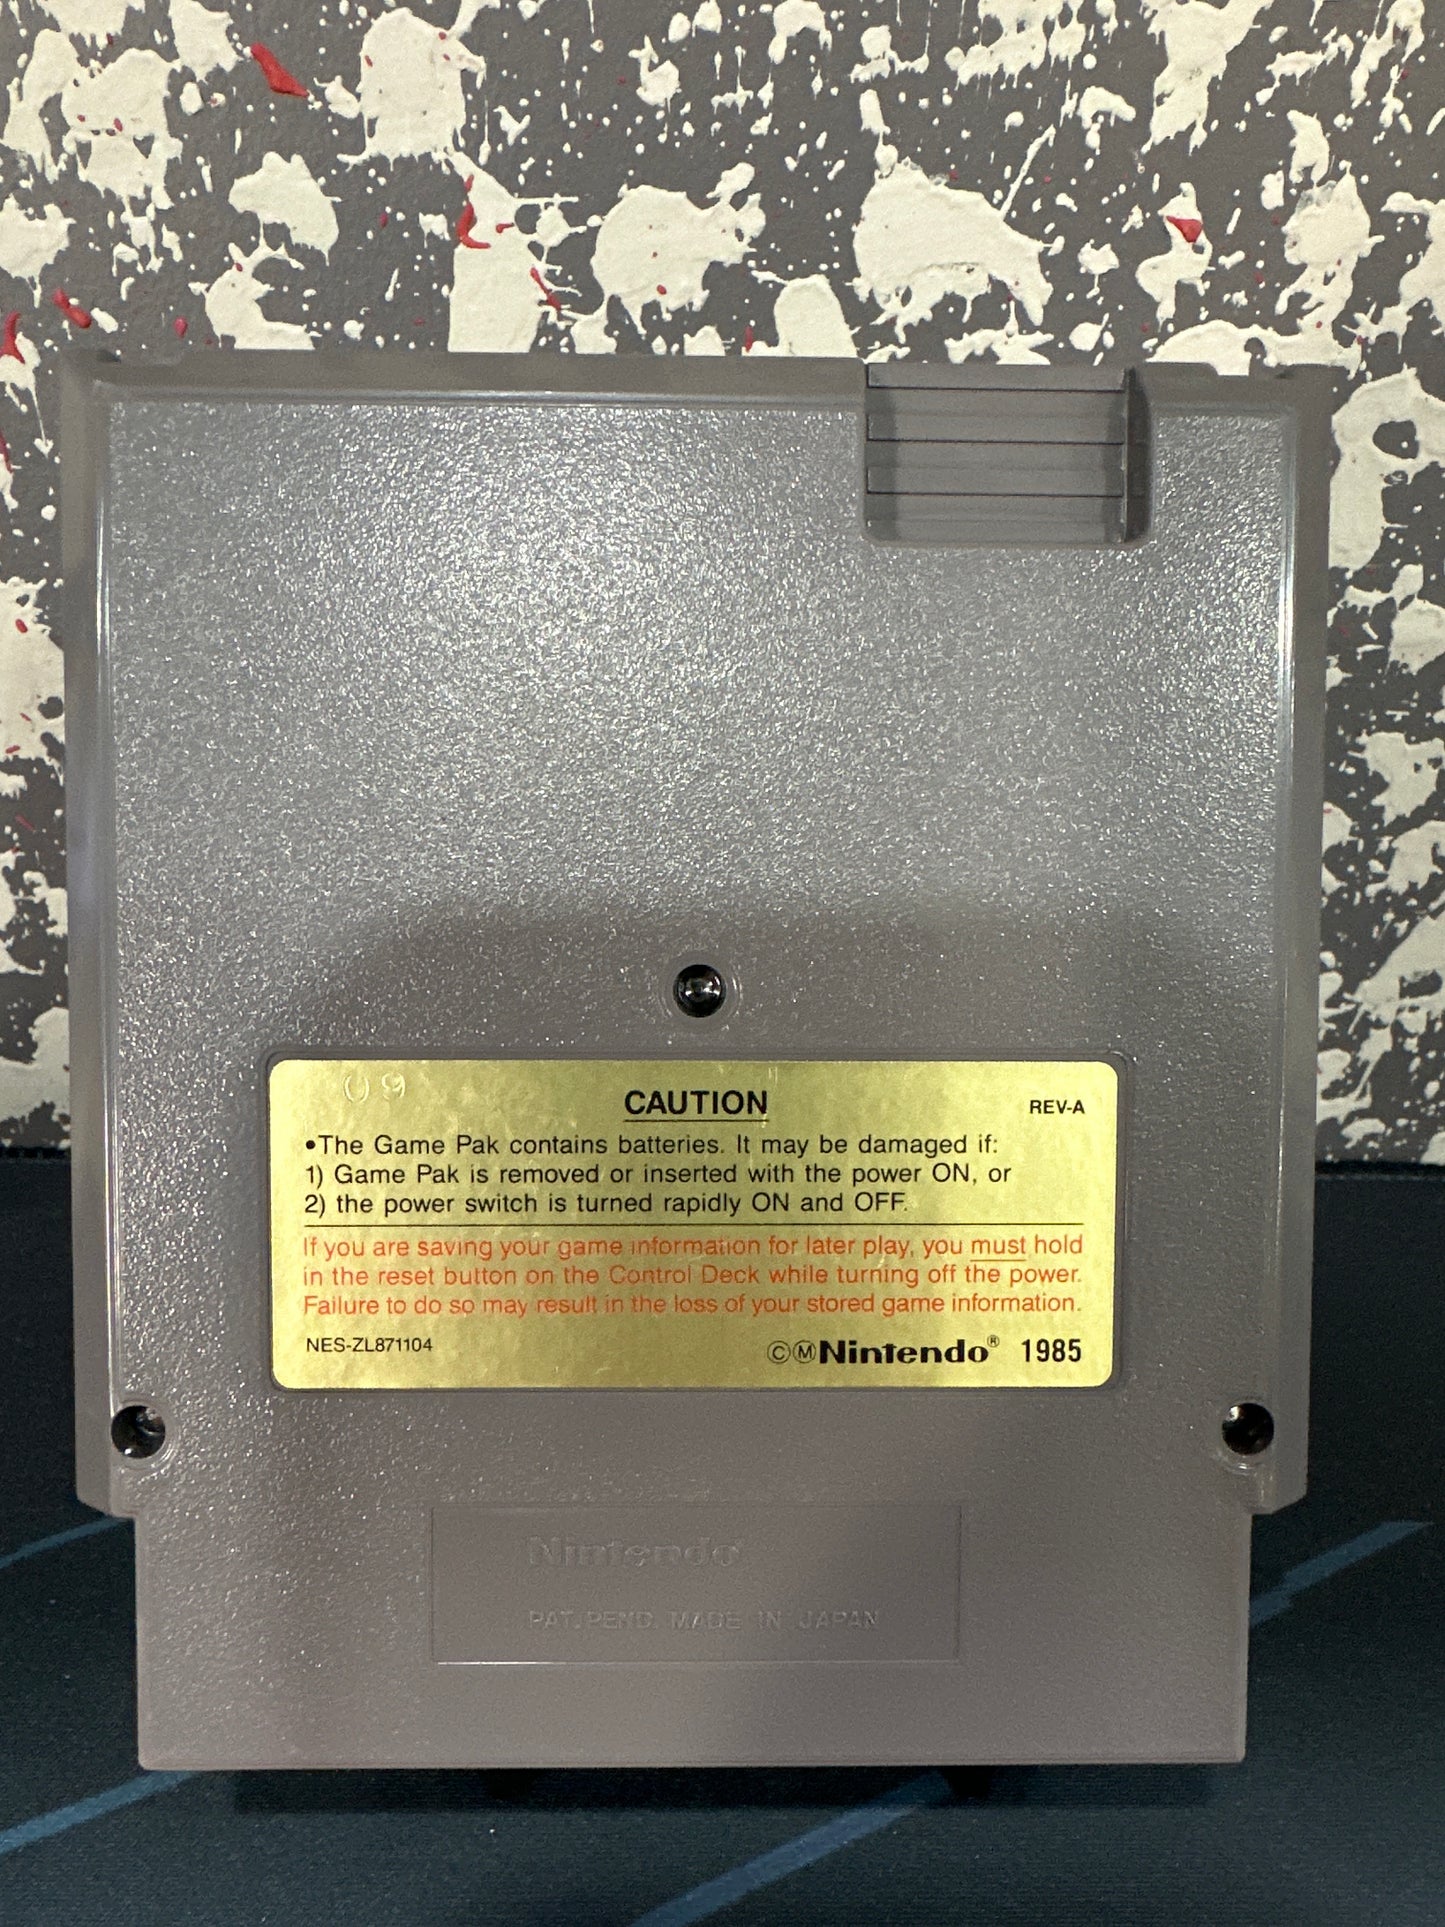 09
CAUTION
REV-A
•The Game Pak contains batteries. It may be damaged if:
1) Game Pak is removed or inserted with the power ON, or
2) the power switch is turned rapidly ON and OFF.
If you are saving your game information for later play, you must hold
in the reset button on the Control Deck while turning off the power.
Failure to do so may result in the loss of your stored game information.
NES-ZL871104
©Ⓜ Nintendo® 1985
Nintendo
PAT.PEND. MADE IN JAPAN